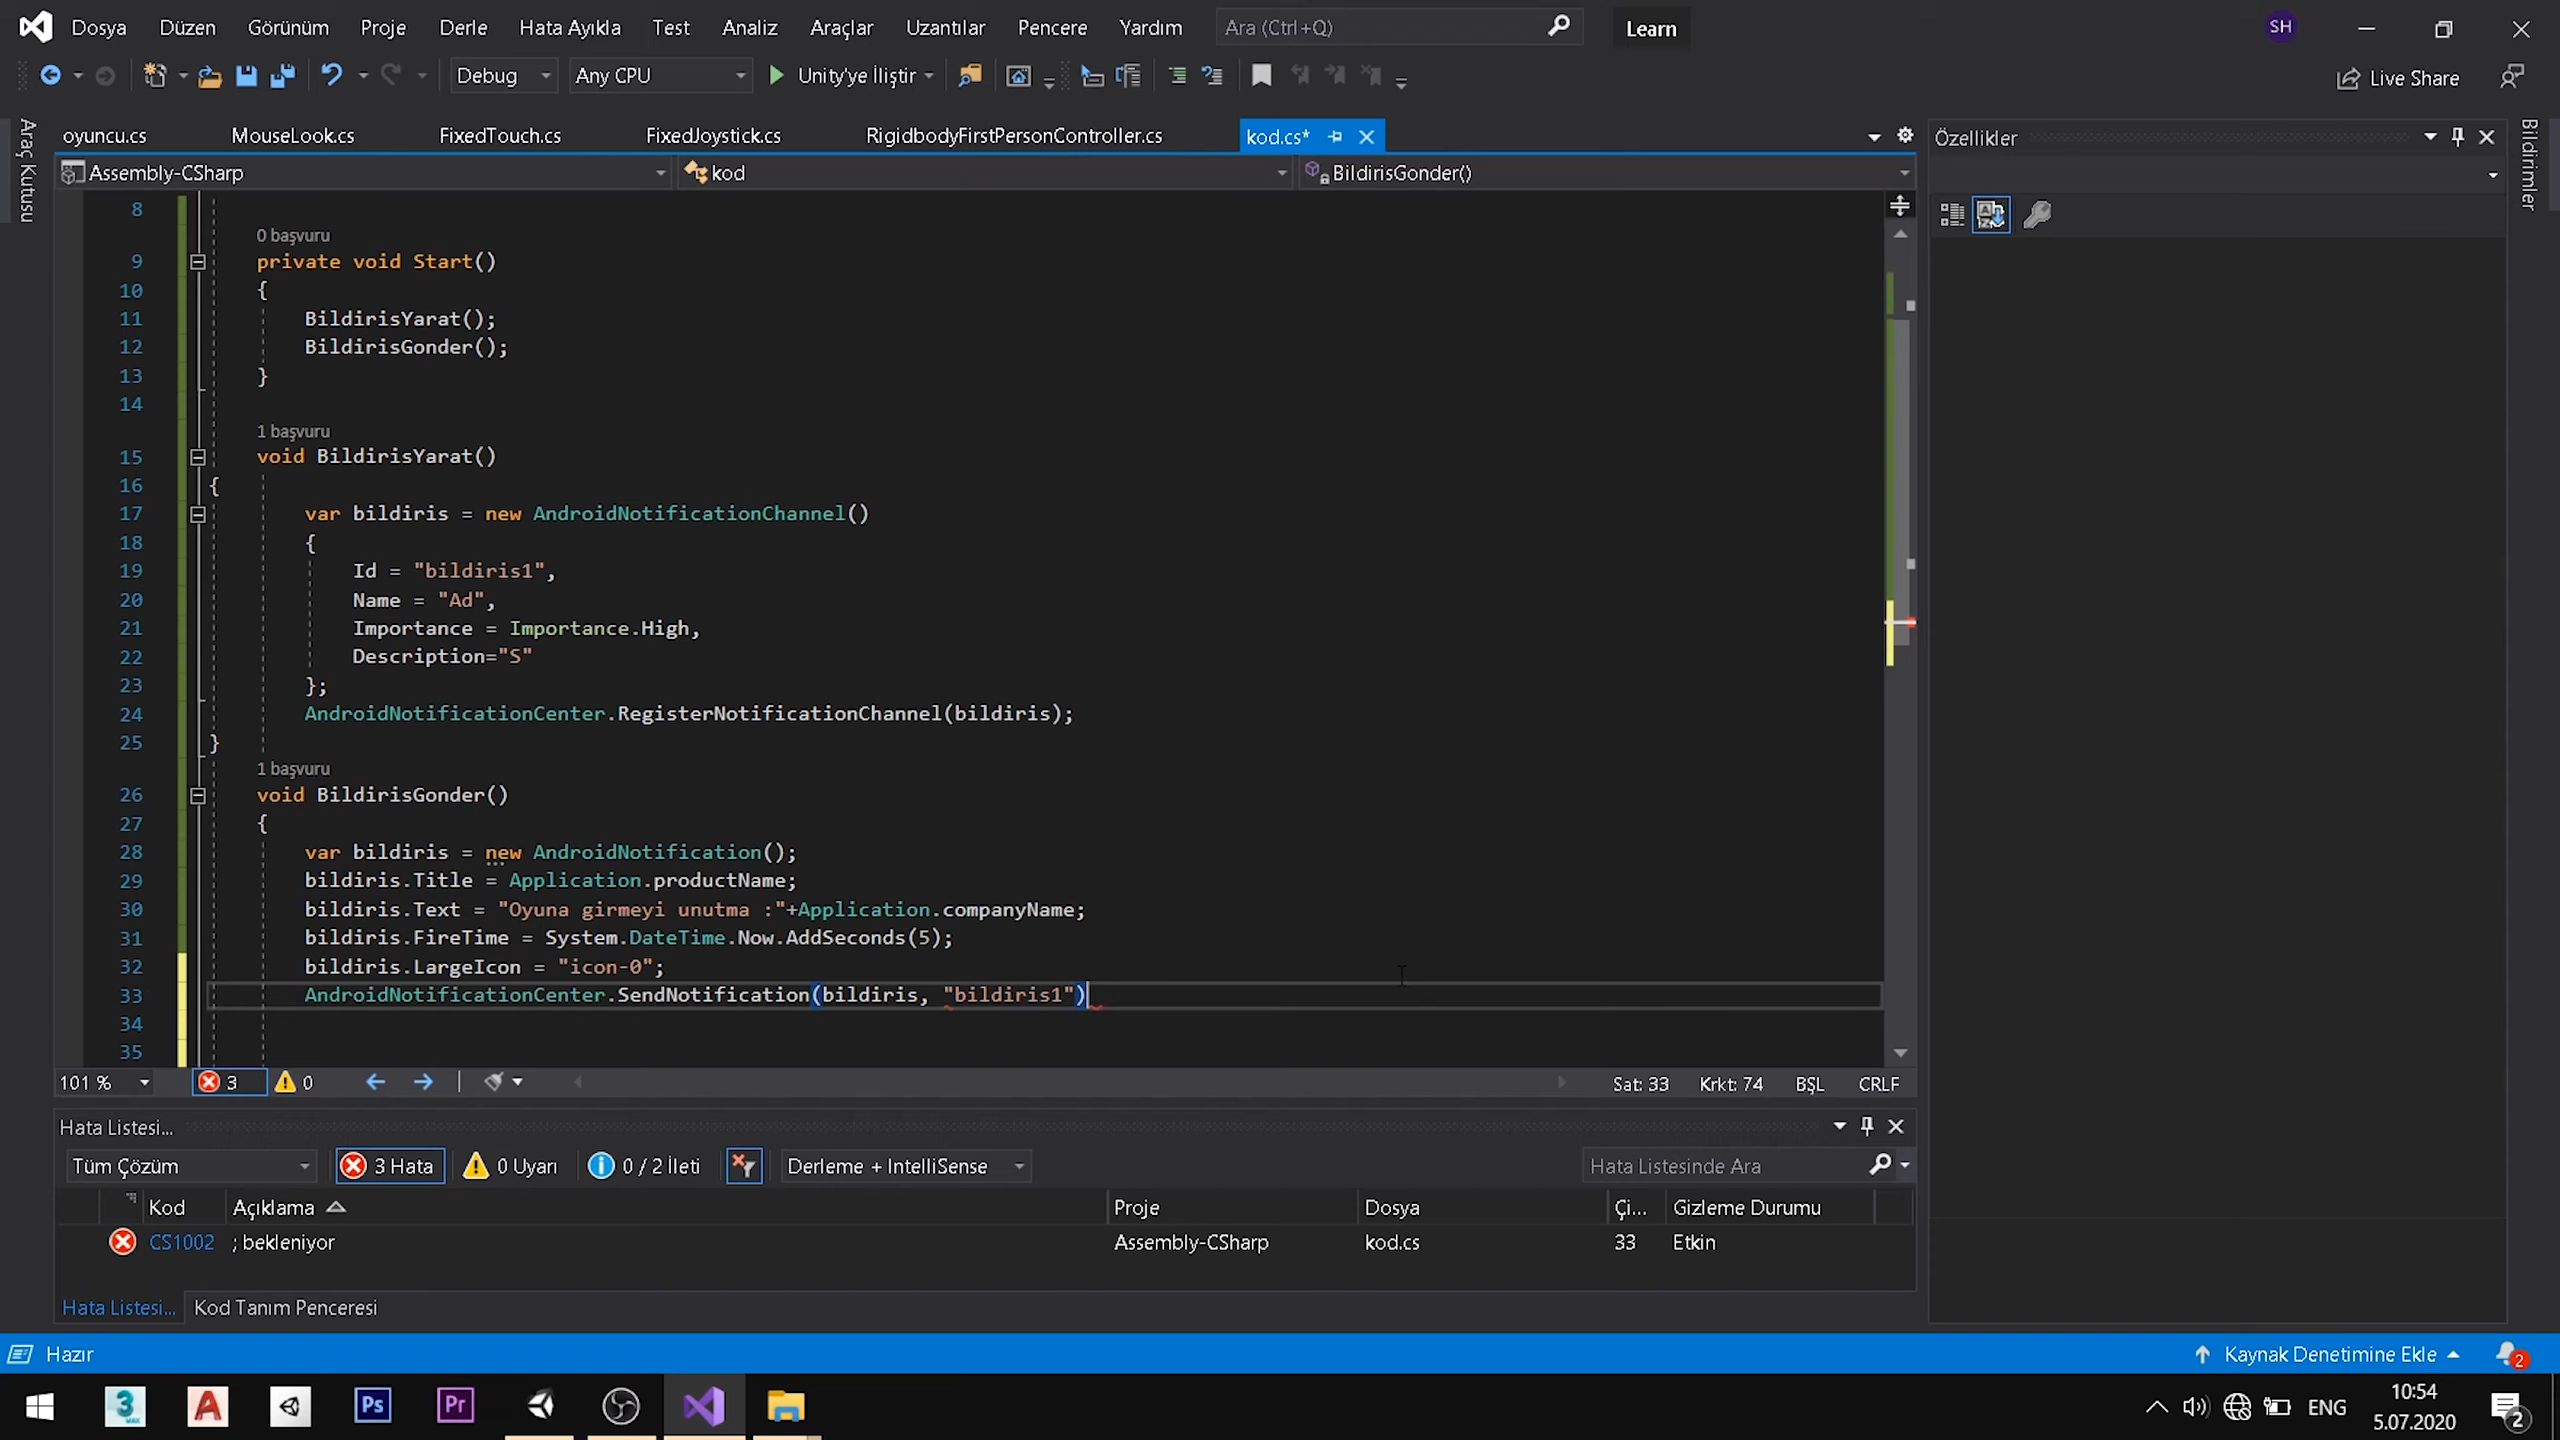 Dosya Düzen Görünüm Proje Derle Hata Ayıkla Test Analiz Araçlar Uzantılar Pencere Yardım Ara (Ctrl+Q) Learn SH
Debug Any CPU Unity'ye İliştir Live Share
oyuncu.cs MouseLook.cs FixedTouch.cs FixedJoystick.cs RigidbodyFirstPersonController.cs kod.cs* Özellikler
Araç Kutusu
Bildirimler
Assembly-CSharp kod BildirisGonder()
8
0 başvuru
9 private void Start()
10 {
11 BildirisYarat();
12 BildirisGonder();
13 }
14
1 başvuru
15 void BildirisYarat()
16 {
17 var bildiris = new AndroidNotificationChannel()
18 {
19 Id = "bildiris1",
20 Name = "Ad",
21 Importance = Importance.High,
22 Description="S"
23 };
24 AndroidNotificationCenter.RegisterNotificationChannel(bildiris);
25 }
1 başvuru
26 void BildirisGonder()
27 {
28 var bildiris = new AndroidNotification();
29 bildiris.Title = Application.productName;
30 bildiris.Text = "Oyuna girmeyi unutma :"+Application.companyName;
31 bildiris.FireTime = System.DateTime.Now.AddSeconds(5);
32 bildiris.LargeIcon = "icon-0";
33 AndroidNotificationCenter.SendNotification(bildiris, "bildiris1")
34
35
101 % 3 0 Sat: 33 Krkt: 74 BŞL CRLF
Hata Listesi...
Tüm Çözüm 3 Hata 0 Uyarı 0 / 2 İleti Derleme + IntelliSense Hata Listesinde Ara
Kod Açıklama Proje Dosya Çi... Gizleme Durumu
CS1002 ; bekleniyor Assembly-CSharp kod.cs 33 Etkin
Hata Listesi... Kod Tanım Penceresi
Hazır Kaynak Denetimine Ekle 2
3 MAX A Ps Pr ENG 10:54
5.07.2020 2